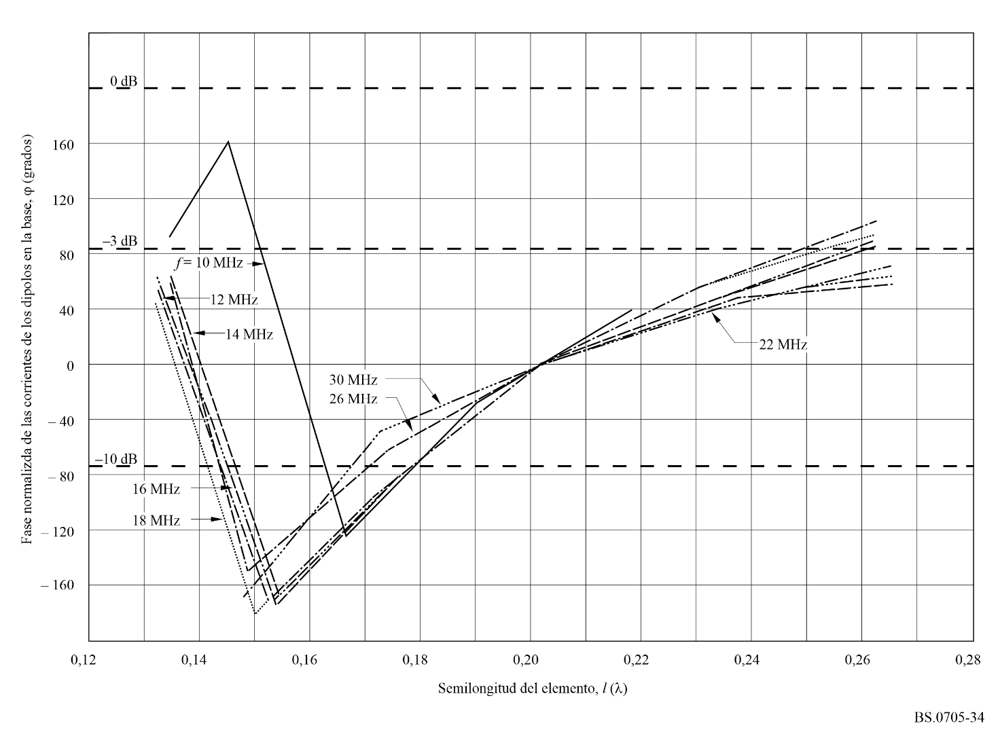 0 dB
160
120
–3 dB
80
f = 10 MHz
12 MHz
40
14 MHz
22 MHz
0
30 MHz
26 MHz
– 40
–10 dB
– 80
16 MHz
18 MHz
– 120
– 160
Fase normalizda de las corrientes de los dipolos en la base, φ (grados)
0,12 0,14 0,16 0,18 0,20 0,22 0,24 0,26 0,28
Semilongitud del elemento, l (λ)
BS.0705-34